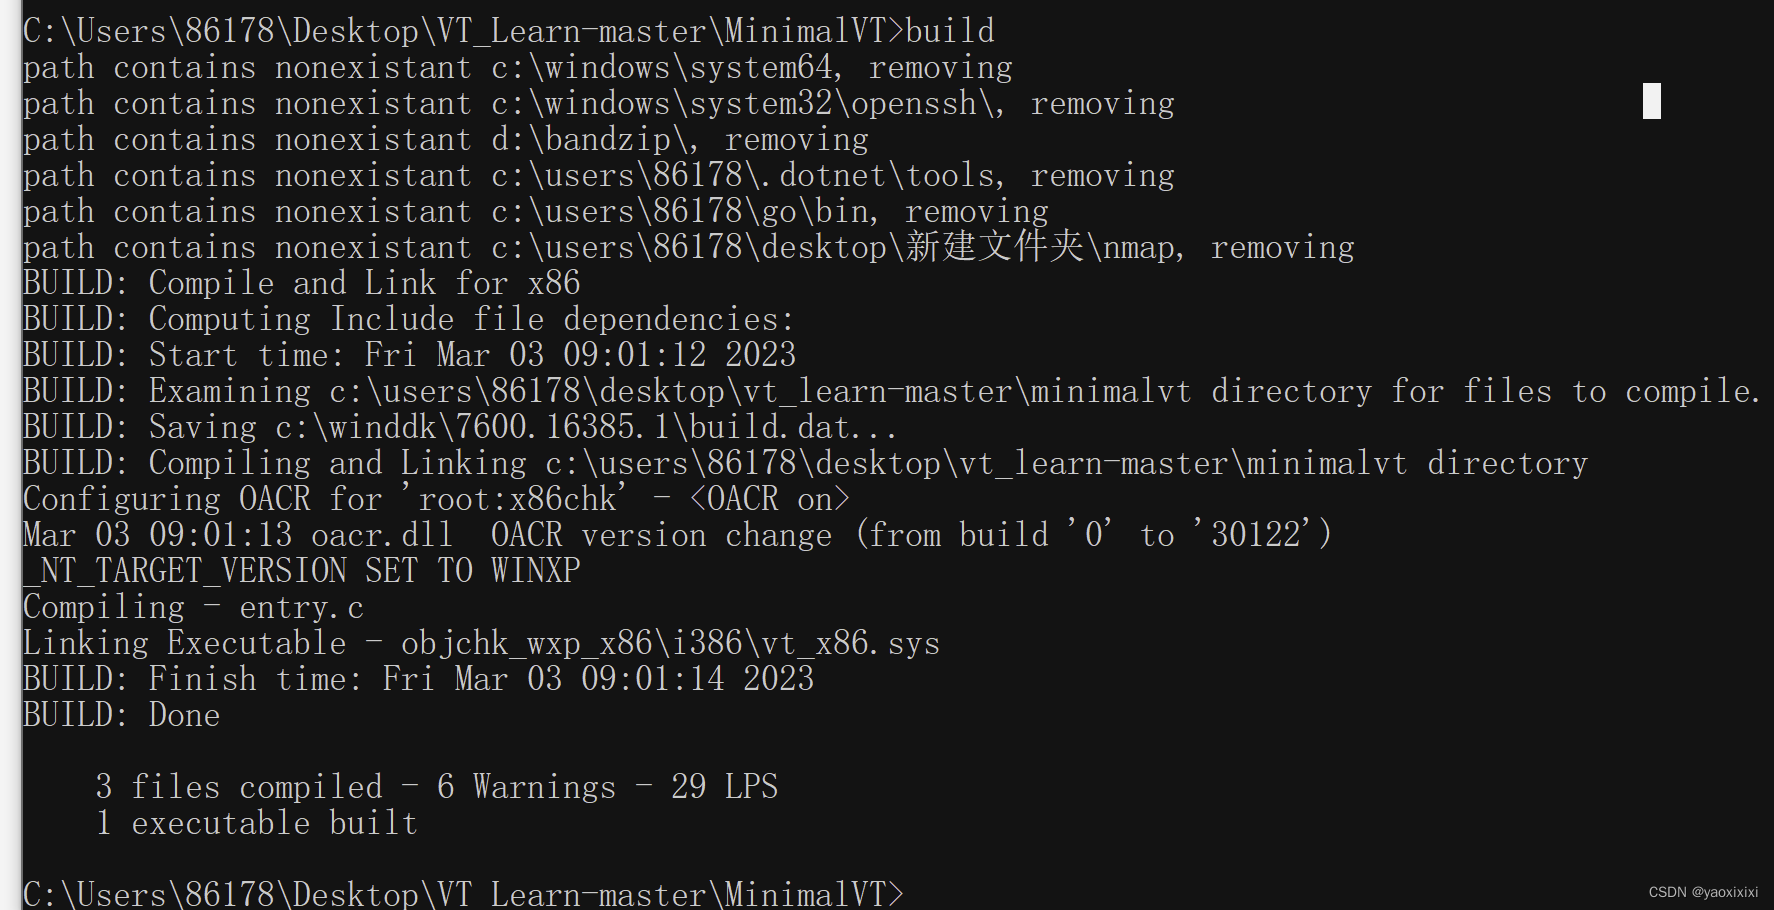 C:\Users\86178\Desktop\VT_Learn-master\MinimalVT>build
path contains nonexistant c:\windows\system64, removing
path contains nonexistant c:\windows\system32\openssh\, removing
path contains nonexistant d:\bandzip\, removing
path contains nonexistant c:\users\86178\.dotnet\tools, removing
path contains nonexistant c:\users\86178\go\bin, removing
path contains nonexistant c:\users\86178\desktop\新建文件夹\nmap, removing
BUILD: Compile and Link for x86
BUILD: Computing Include file dependencies:
BUILD: Start time: Fri Mar 03 09:01:12 2023
BUILD: Examining c:\users\86178\desktop\vt_learn-master\minimalvt directory for files to compile.
BUILD: Saving c:\winddk\7600.16385.1\build.dat...
BUILD: Compiling and Linking c:\users\86178\desktop\vt_learn-master\minimalvt directory
Configuring OACR for 'root:x86chk' - <OACR on>
Mar 03 09:01:13 oacr.dll  OACR version change (from build '0' to '30122')
_NT_TARGET_VERSION SET TO WINXP
Compiling - entry.c
Linking Executable - objchk_wxp_x86\i386\vt_x86.sys
BUILD: Finish time: Fri Mar 03 09:01:14 2023
BUILD: Done
3 files compiled - 6 Warnings - 29 LPS
1 executable built
C:\Users\86178\Desktop\VT_Learn-master\MinimalVT>
CSDN @yaoxixixi